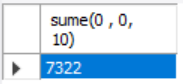 sume(0 , 0,
10)
7322